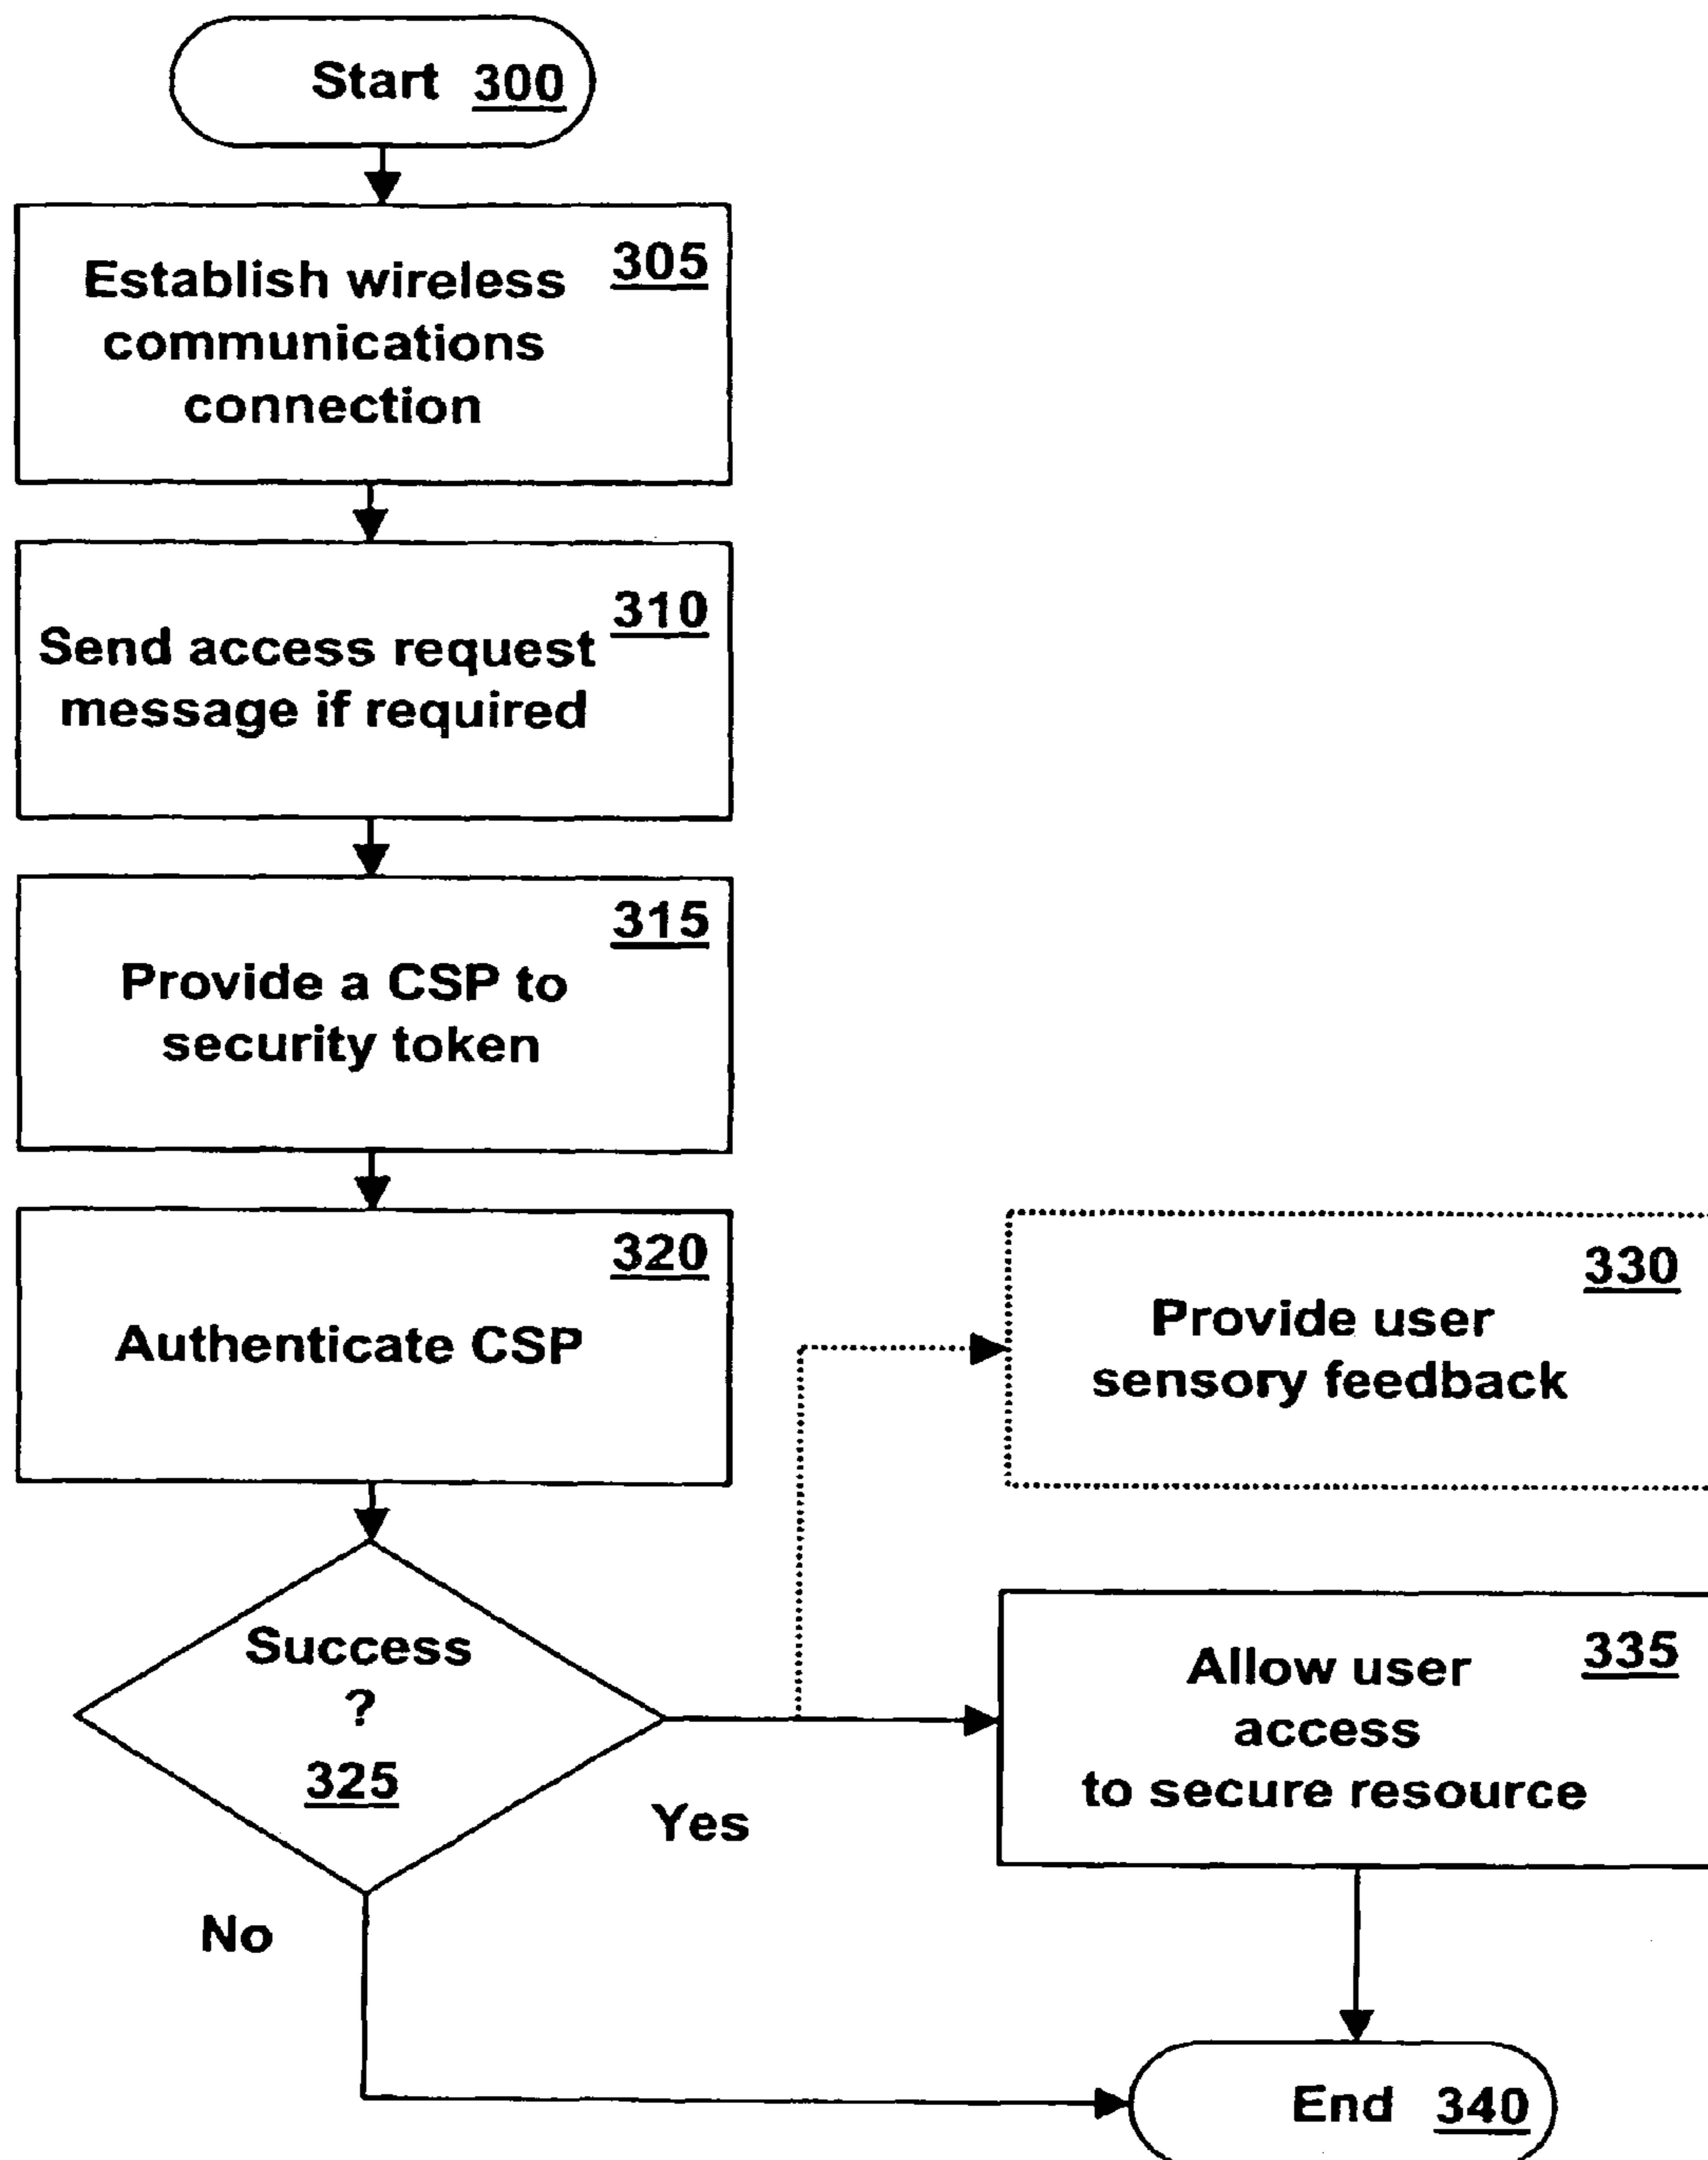 Start 300
305
Establish wireless
communications
connection
310
Send access request
message if required
315
Provide a CSP to
security token
320
Authenticate CSP
330
Provide user
sensory feedback
Success
?
325
Yes
No
335
Allow user
access
to secure resource
End 340